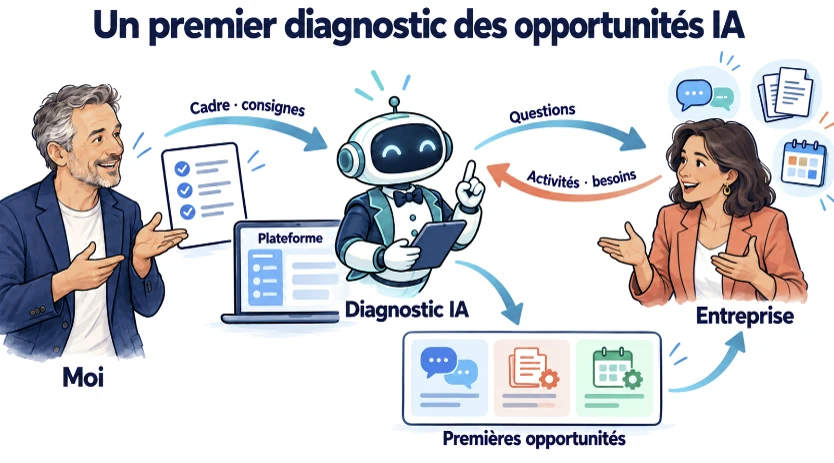 Un premier diagnostic des opportunités IA
Cadre · consignes
Questions
Activités · besoins
Plateforme
Diagnostic IA
Entreprise
Moi
Premières opportunités